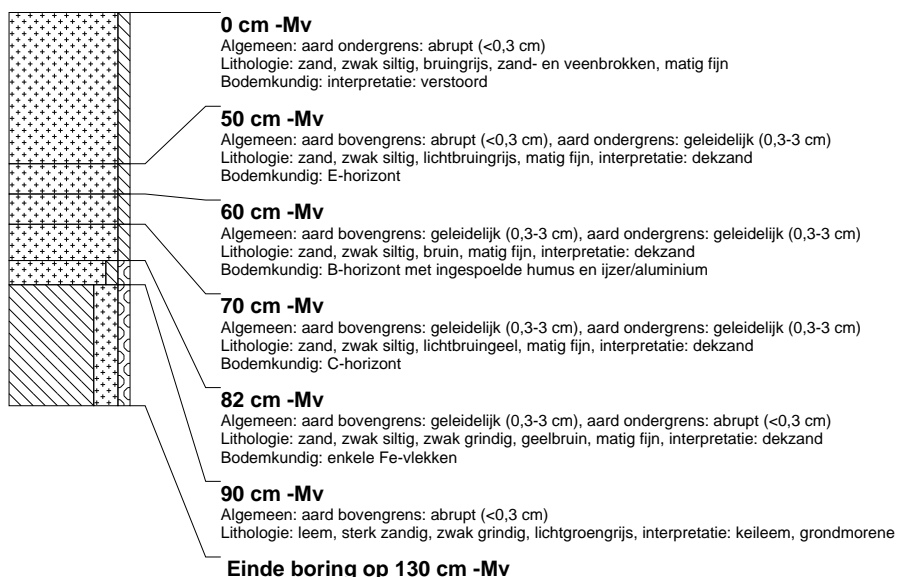 0 cm -Mv
Algemeen: aard ondergrens: abrupt (<0,3 cm)
Lithologie: zand, zwak siltig, bruingrijs, zand- en veenbrokken, matig fijn
Bodemkundig: interpretatie: verstoord
50 cm -Mv
Algemeen: aard bovengrens: abrupt (<0,3 cm), aard ondergrens: geleidelijk (0,3-3 cm)
Lithologie: zand, zwak siltig, lichtbruingrijs, matig fijn, interpretatie: dekzand
Bodemkundig: E-horizont
60 cm -Mv
Algemeen: aard bovengrens: geleidelijk (0,3-3 cm), aard ondergrens: geleidelijk (0,3-3 cm)
Lithologie: zand, zwak siltig, bruin, matig fijn, interpretatie: dekzand
Bodemkundig: B-horizont met ingespoelde humus en ijzer/aluminium
70 cm -Mv
Algemeen: aard bovengrens: geleidelijk (0,3-3 cm), aard ondergrens: geleidelijk (0,3-3 cm)
Lithologie: zand, zwak siltig, lichtbruingeel, matig fijn, interpretatie: dekzand
Bodemkundig: C-horizont
82 cm -Mv
Algemeen: aard bovengrens: geleidelijk (0,3-3 cm), aard ondergrens: abrupt (<0,3 cm)
Lithologie: zand, zwak siltig, zwak grindig, geelbruin, matig fijn, interpretatie: dekzand
Bodemkundig: enkele Fe-vlekken
90 cm -Mv
Algemeen: aard bovengrens: abrupt (<0,3 cm)
Lithologie: leem, sterk zandig, zwak grindig, lichtgroengrijs, interpretatie: keileem, grondmorene
Einde boring op 130 cm -Mv